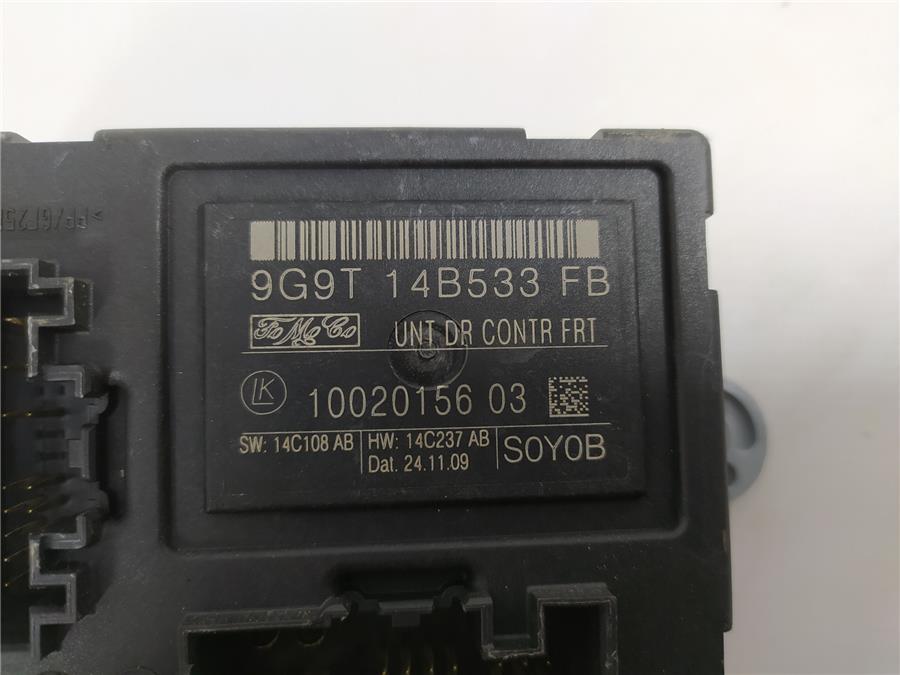 9G9T 14B533 FB
FoMoCo UNT DR CONTR FRT
LK 10020156 03
SW: 14C108 AB HW: 14C237 AB S0Y0B
Dat. 24.11.09